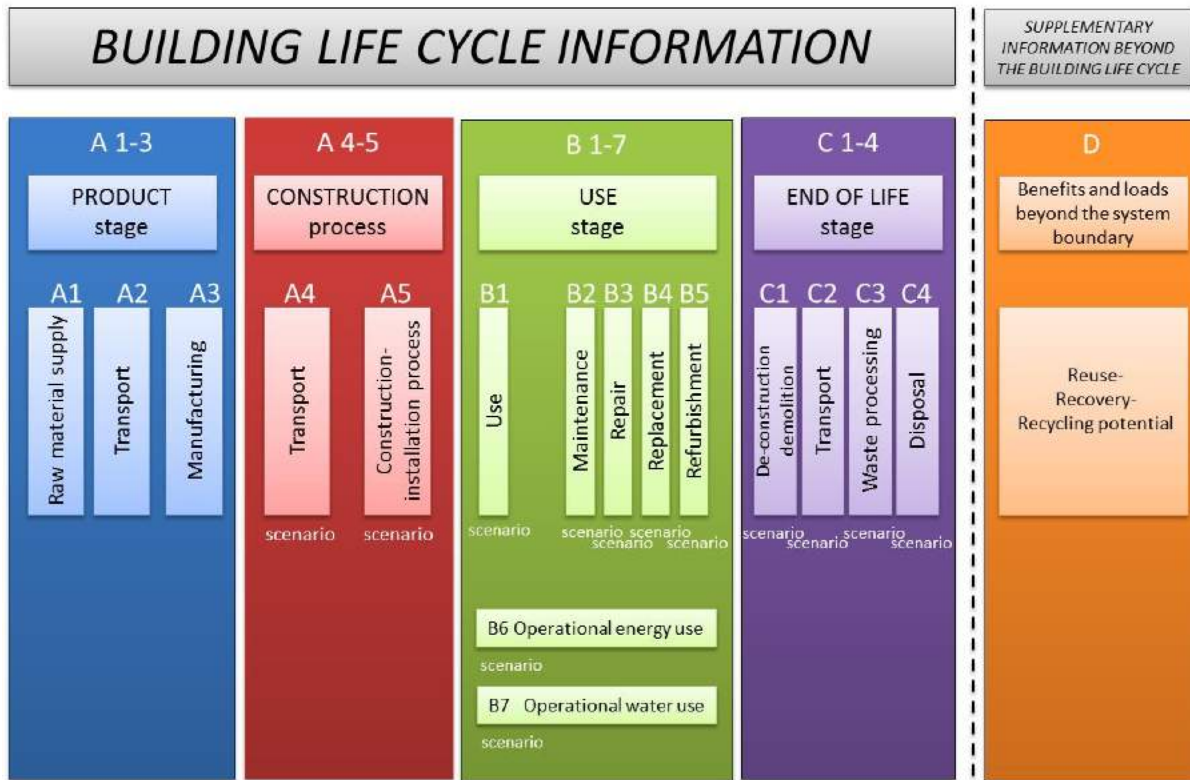 BUILDING LIFE CYCLE INFORMATION
SUPPLEMENTARY
INFORMATION BEYOND
THE BUILDING LIFE CYCLE
A 1-3
PRODUCT
stage
A1
A2
A3
Raw material supply
Transport
Manufacturing
A 4-5
CONSTRUCTION
process
A4
A5
Transport
Construction-
installation process
scenario
scenario
B 1-7
USE
stage
B1
B2
B3
B4
B5
Use
Maintenance
Repair
Replacement
Refurbishment
scenario
scenario
scenario
scenario
scenario
B6 Operational energy use
scenario
B7 Operational water use
scenario
C 1-4
END OF LIFE
stage
C1
C2
C3
C4
De-construction
demolition
Transport
Waste processing
Disposal
scenario
scenario
scenario
scenario
D
Benefits and loads
beyond the system
boundary
Reuse-
Recovery-
Recycling potential